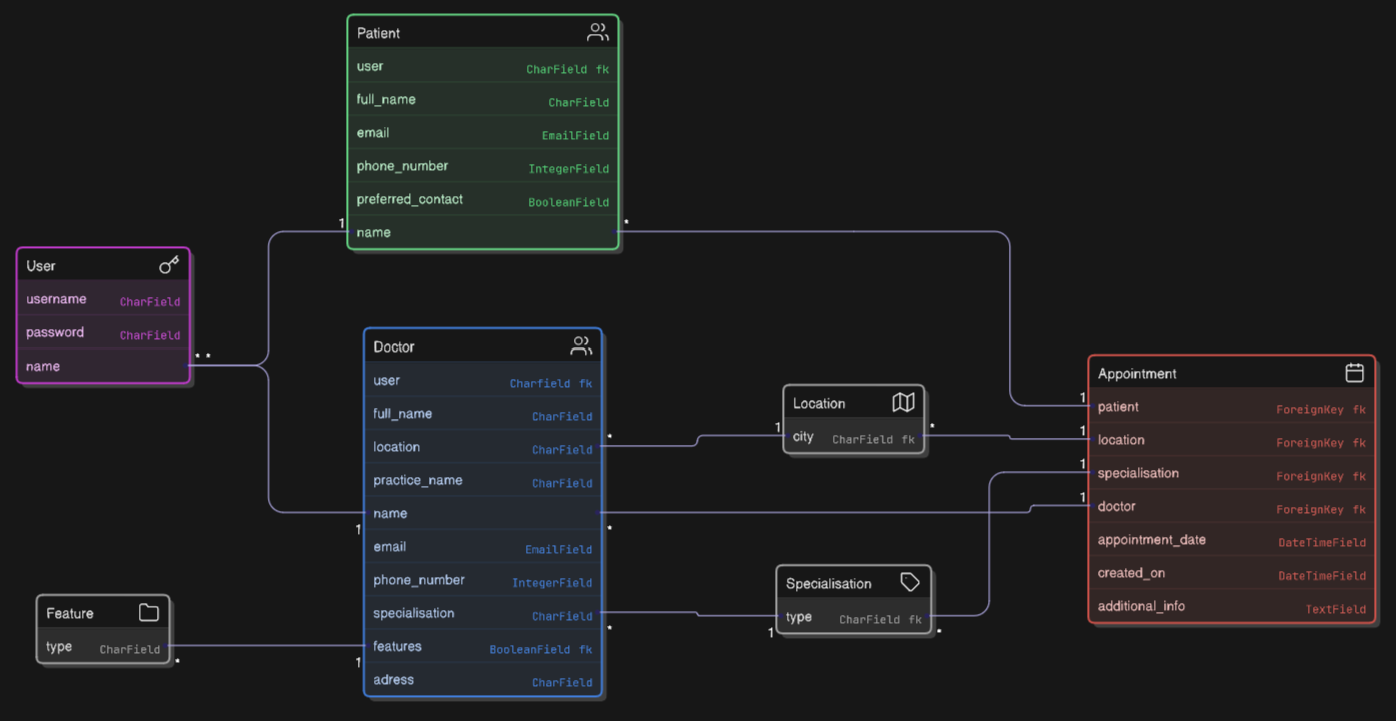 Patient
user CharField fk
full_name CharField
email EmailField
phone_number IntegerField
preferred_contact BooleanField
1 name *
User
username CharField
password CharField
name * *
Doctor
user Charfield fk
full_name CharField
location CharField *
practice_name CharField
name
1 *
email EmailField
phone_number IntegerField
specialisation CharField
*
features BooleanField fk
1
adress CharField
Feature
type CharField
*
Location
1 city CharField fk *
Specialisation
type CharField fk
1 *
Appointment
1 patient ForeignKey fk
1 location ForeignKey fk
1 specialisation ForeignKey fk
1 doctor ForeignKey fk
appointment_date DateTimeField
created_on DateTimeField
additional_info TextField